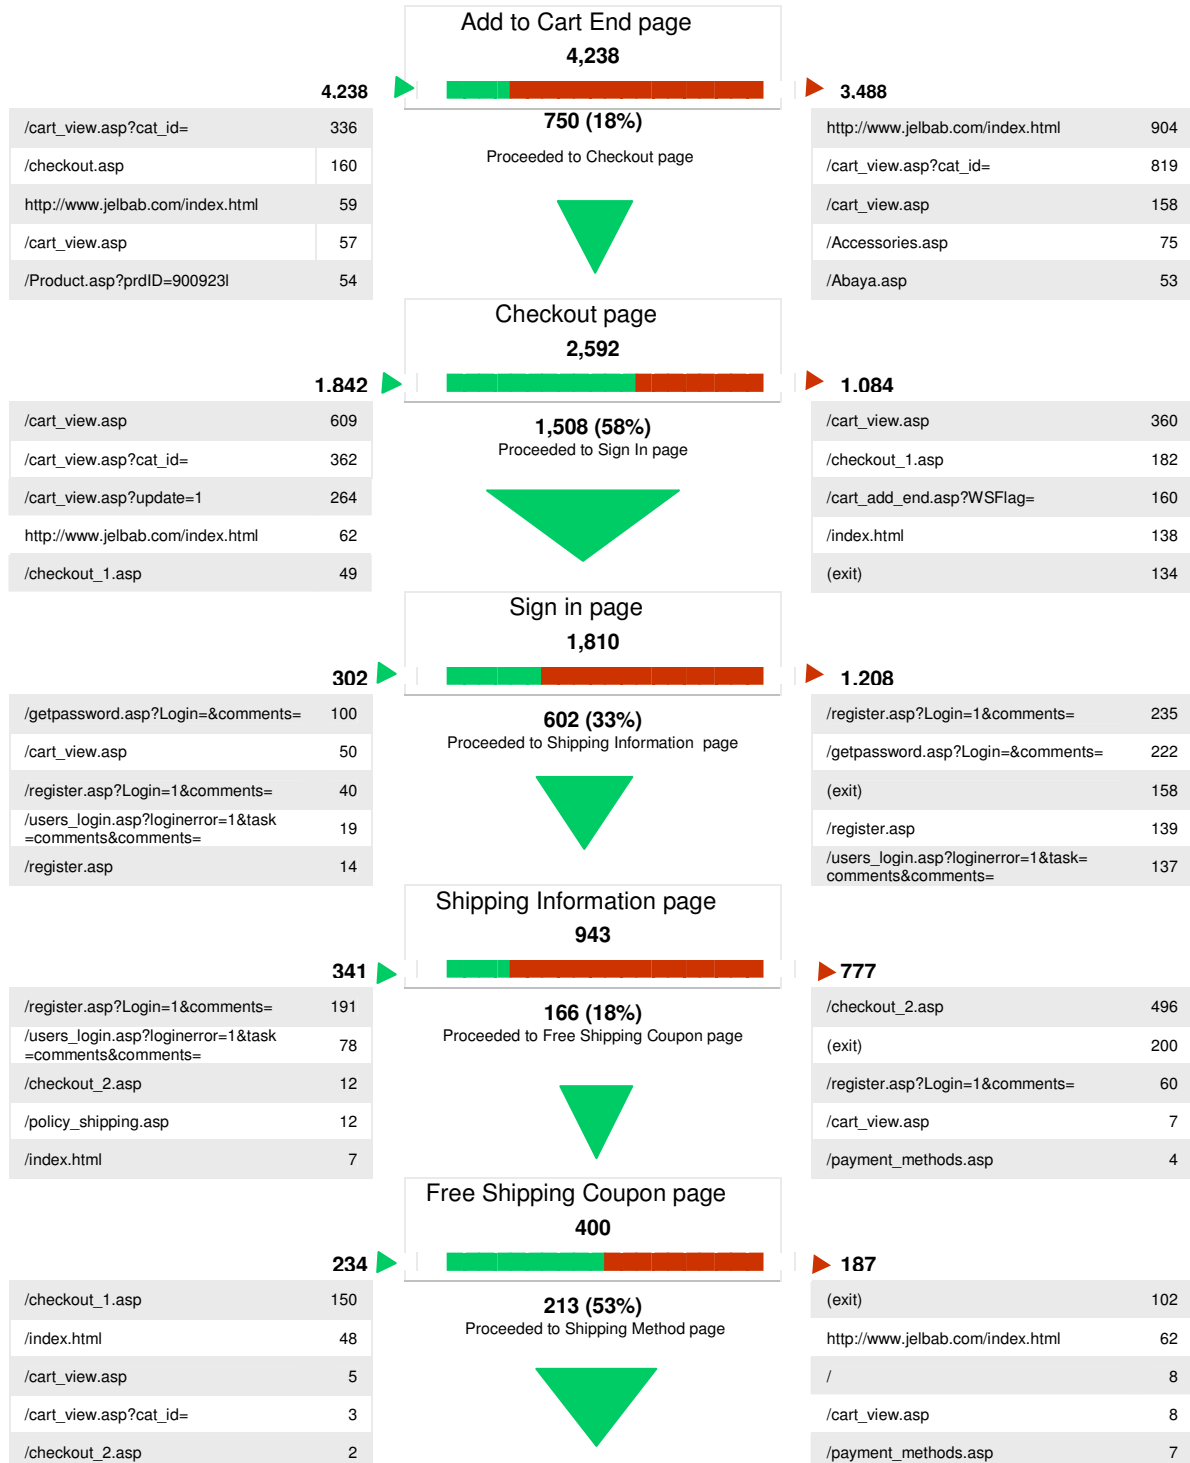 Add to Cart End page
4,238
4,238
3,488
750 (18%)
Proceeded to Checkout page
/cart_view.asp?cat_id= 336
/checkout.asp 160
http://www.jelbab.com/index.html 59
/cart_view.asp 57
/Product.asp?prdID=900923l 54
http://www.jelbab.com/index.html 904
/cart_view.asp?cat_id= 819
/cart_view.asp 158
/Accessories.asp 75
/Abaya.asp 53
Checkout page
2,592
1,842
1,084
1,508 (58%)
Proceeded to Sign In page
/cart_view.asp 609
/cart_view.asp?cat_id= 362
/cart_view.asp?update=1 264
http://www.jelbab.com/index.html 62
/checkout_1.asp 49
/cart_view.asp 360
/checkout_1.asp 182
/cart_add_end.asp?WSFlag= 160
/index.html 138
(exit) 134
Sign in page
1,810
302
1,208
602 (33%)
Proceeded to Shipping Information page
/getpassword.asp?Login=&comments= 100
/cart_view.asp 50
/register.asp?Login=1&comments= 40
/users_login.asp?loginerror=1&task
=comments&comments= 19
/register.asp 14
/register.asp?Login=1&comments= 235
/getpassword.asp?Login=&comments= 222
(exit) 158
/register.asp 139
/users_login.asp?loginerror=1&task=
comments&comments= 137
Shipping Information page
943
341
777
166 (18%)
Proceeded to Free Shipping Coupon page
/register.asp?Login=1&comments= 191
/users_login.asp?loginerror=1&task
=comments&comments= 78
/checkout_2.asp 12
/policy_shipping.asp 12
/index.html 7
/checkout_2.asp 496
(exit) 200
/register.asp?Login=1&comments= 60
/cart_view.asp 7
/payment_methods.asp 4
Free Shipping Coupon page
400
234
187
213 (53%)
Proceeded to Shipping Method page
/checkout_1.asp 150
/index.html 48
/cart_view.asp 5
/cart_view.asp?cat_id= 3
/checkout_2.asp 2
(exit) 102
http://www.jelbab.com/index.html 62
/ 8
/cart_view.asp 8
/payment_methods.asp 7